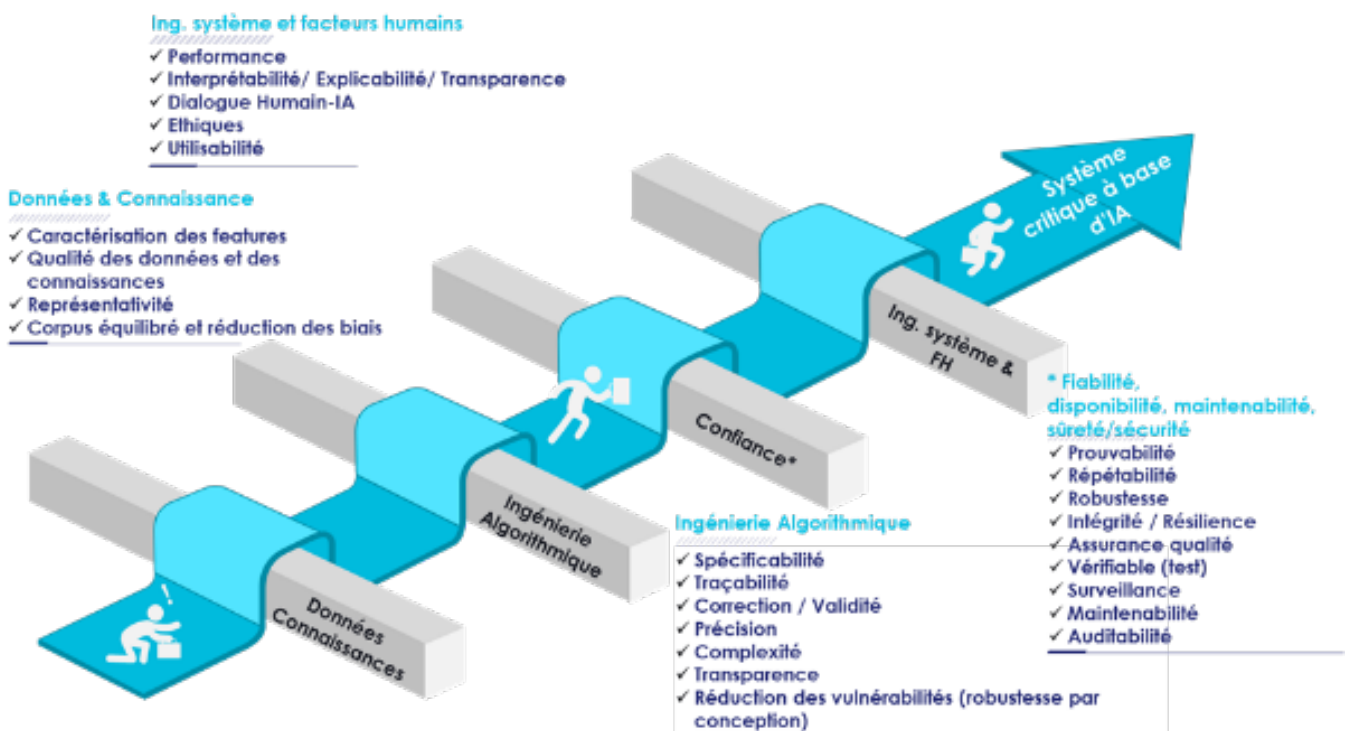 Ing. système et facteurs humains
✓ Performance
✓ Interprétabilité/ Explicabilité/ Transparence
✓ Dialogue Humain-IA
✓ Ethiques
✓ Utilisabilité
Données & Connaissance
✓ Caractérisation des features
✓ Qualité des données et des
connaissances
✓ Représentativité
✓ Corpus équilibré et réduction des biais
Système
critique à base
d'IA
Ing. système &
FH
Confiance*
Ingénierie
Algorithmique
Données
Connaissances
!
* Fiabilité,
disponibilité, maintenabilité,
sûreté/sécurité
✓ Prouvabilité
✓ Répétabilité
✓ Robustesse
✓ Intégrité / Résilience
✓ Assurance qualité
✓ Vérifiable (test)
✓ Surveillance
✓ Maintenabilité
✓ Auditabilité
Ingénierie Algorithmique
✓ Spécificabilité
✓ Traçabilité
✓ Correction / Validité
✓ Précision
✓ Complexité
✓ Transparence
✓ Réduction des vulnérabilités (robustesse par
conception)